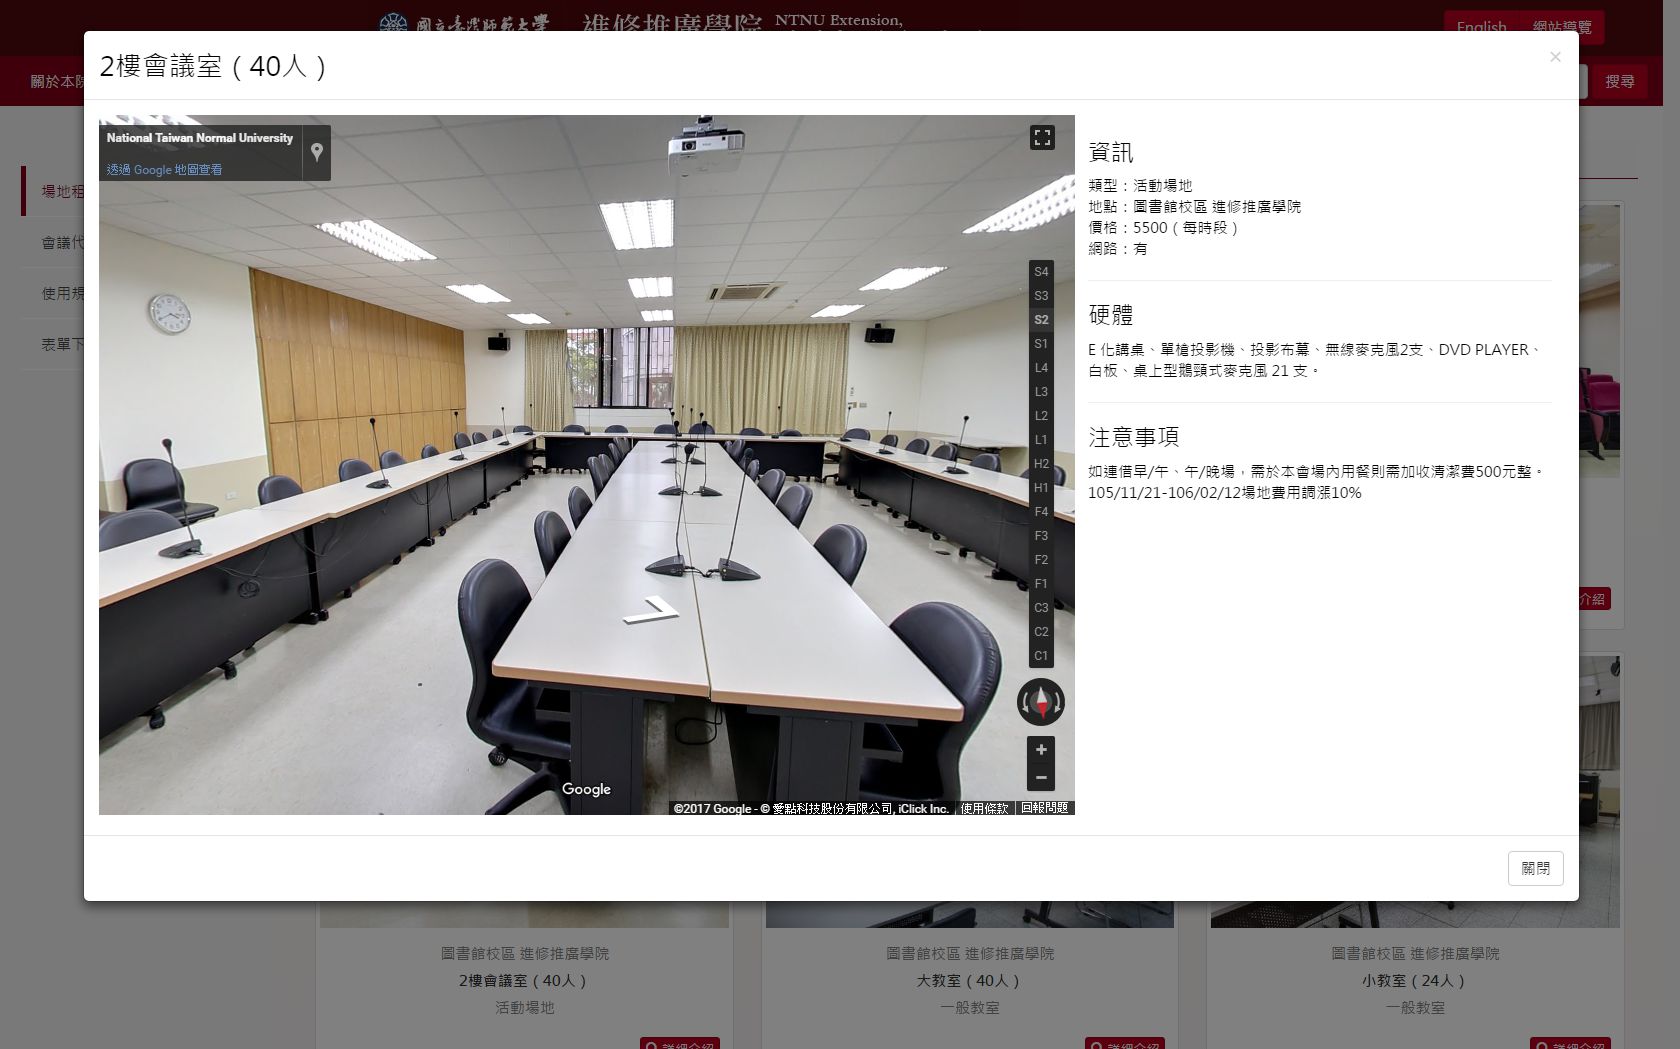 國立臺灣師範大學
進修推廣學院
NTNU Extension,
English
網站導覽
關於本院
搜尋
2樓會議室（40人）
×
場地租
會議代
使用規
表單下
National Taiwan Normal University
透過 Google 地圖查看
S4
S3
S2
S1
L4
L3
L2
L1
H2
H1
F4
F3
F2
F1
C3
C2
C1
Google
©2017 Google - © 愛點科技股份有限公司, iClick Inc.
使用條款
回報問題
資訊
類型：活動場地
地點：圖書館校區 進修推廣學院
價格：5500（每時段）
網路：有
硬體
E 化講桌、單槍投影機、投影布幕、無線麥克風2支、DVD PLAYER、
白板、桌上型鵝頸式麥克風 21 支。
注意事項
如連借早/午、午/晚場，需於本會場內用餐則需加收清潔費500元整。
105/11/21-106/02/12場地費用調漲10%
介紹
關閉
圖書館校區 進修推廣學院
2樓會議室（40人）
活動場地
詳細介紹
圖書館校區 進修推廣學院
大教室（40人）
一般教室
詳細介紹
圖書館校區 進修推廣學院
小教室（24人）
一般教室
詳細介紹